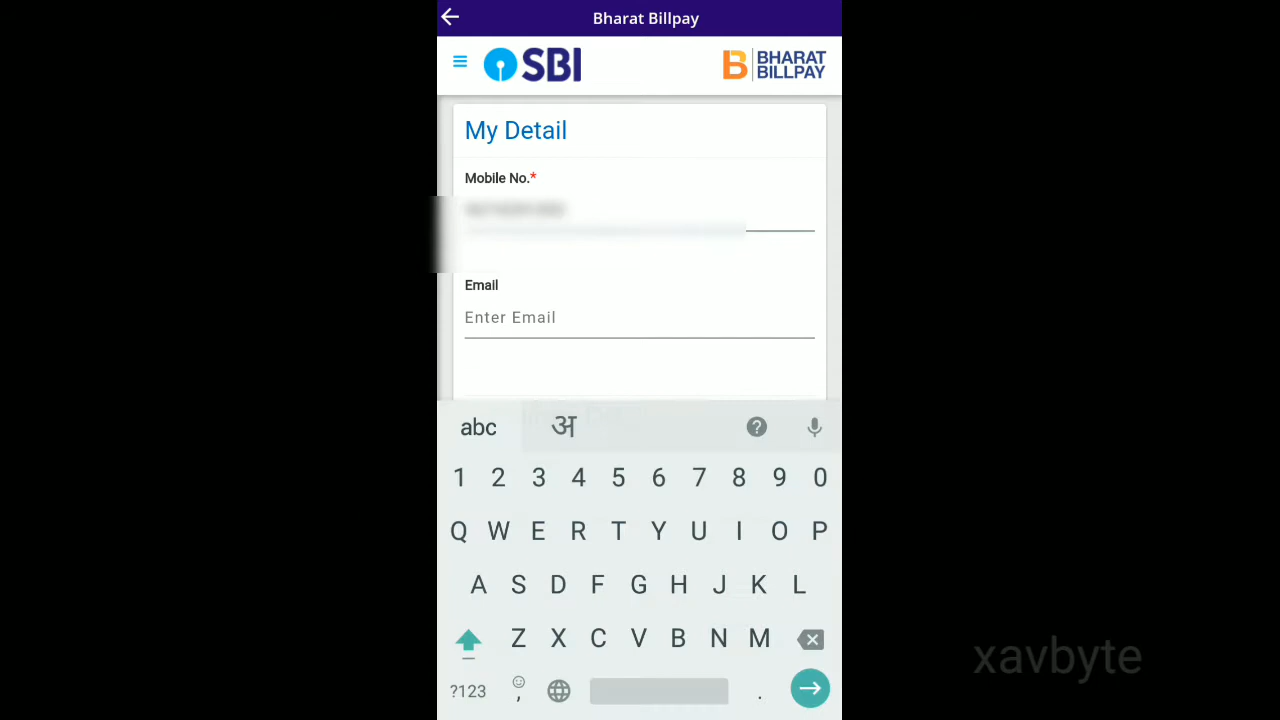 Bharat Billpay
SBI
BHARAT
BILLPAY
My Detail
Mobile No.*
Email
Enter Email
abc अ ?
1 2 3 4 5 6 7 8 9 0
Q W E R T Y U I O P
A S D F G H J K L
Z X C V B N M
?123 , .
xavbyte